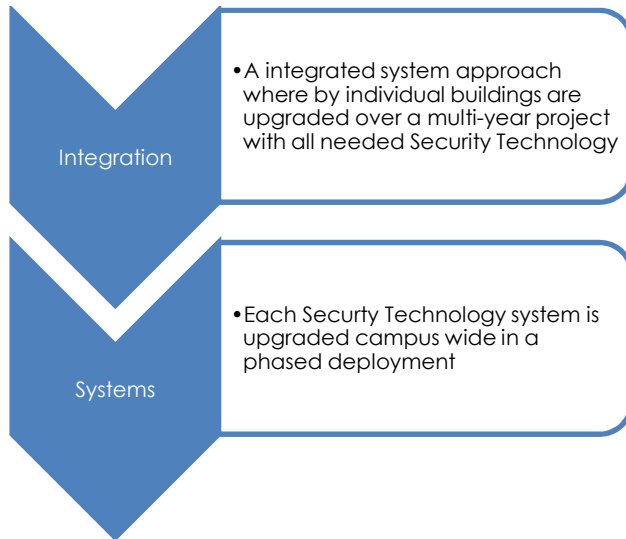 Integration
•A integrated system approach
where by individual buildings are
upgraded over a multi-year project
with all needed Security Technology
Systems
•Each Securty Technology system is
upgraded campus wide in a
phased deployment